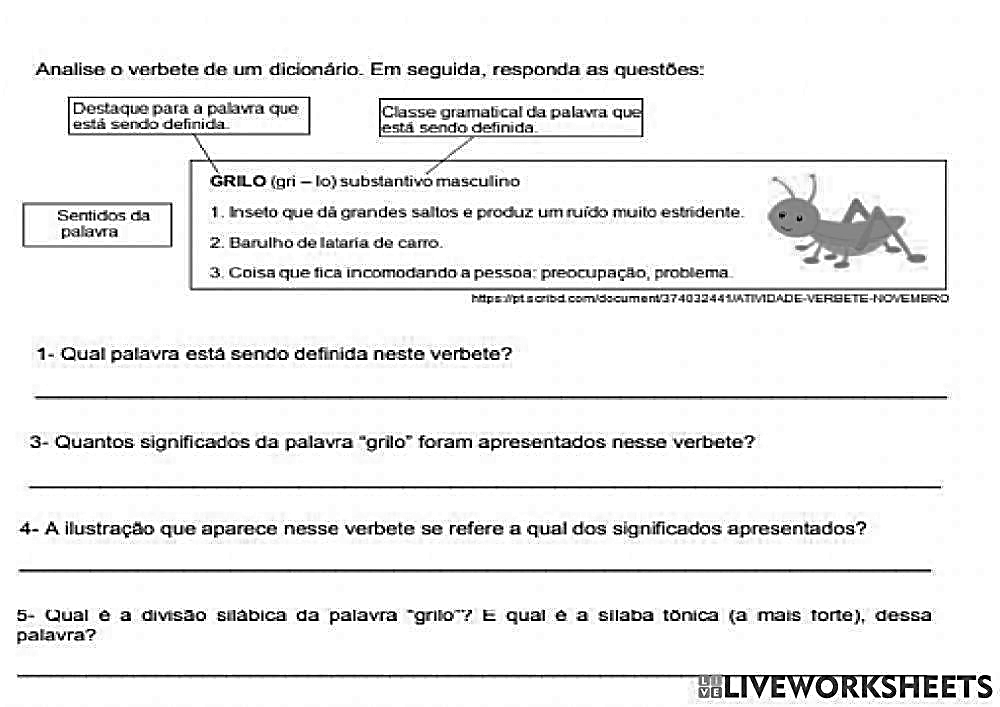 Analise o verbete de um dicionário. Em seguida, responda as questões:
Destaque para a palavra que
está sendo definida.
Classe gramatical da palavra que
está sendo definida.
GRILO (gri – lo) substantivo masculino
Sentidos da
palavra
1. Inseto que dá grandes saltos e produz um ruído muito estridente.
2. Barulho de lataria de carro.
3. Coisa que fica incomodando a pessoa: preocupação, problema.
https://pt.scribd.com/document/374032441/ATIVIDADE-VERBETE-NOVEMBRO
1- Qual palavra está sendo definida neste verbete?
3- Quantos significados da palavra “grilo” foram apresentados nesse verbete?
4- A ilustração que aparece nesse verbete se refere a qual dos significados apresentados?
5- Qual é a divisão silábica da palavra “grilo”? E qual é a sílaba tônica (a mais forte), dessa
palavra?
LIVE LIVEWORKSHEETS